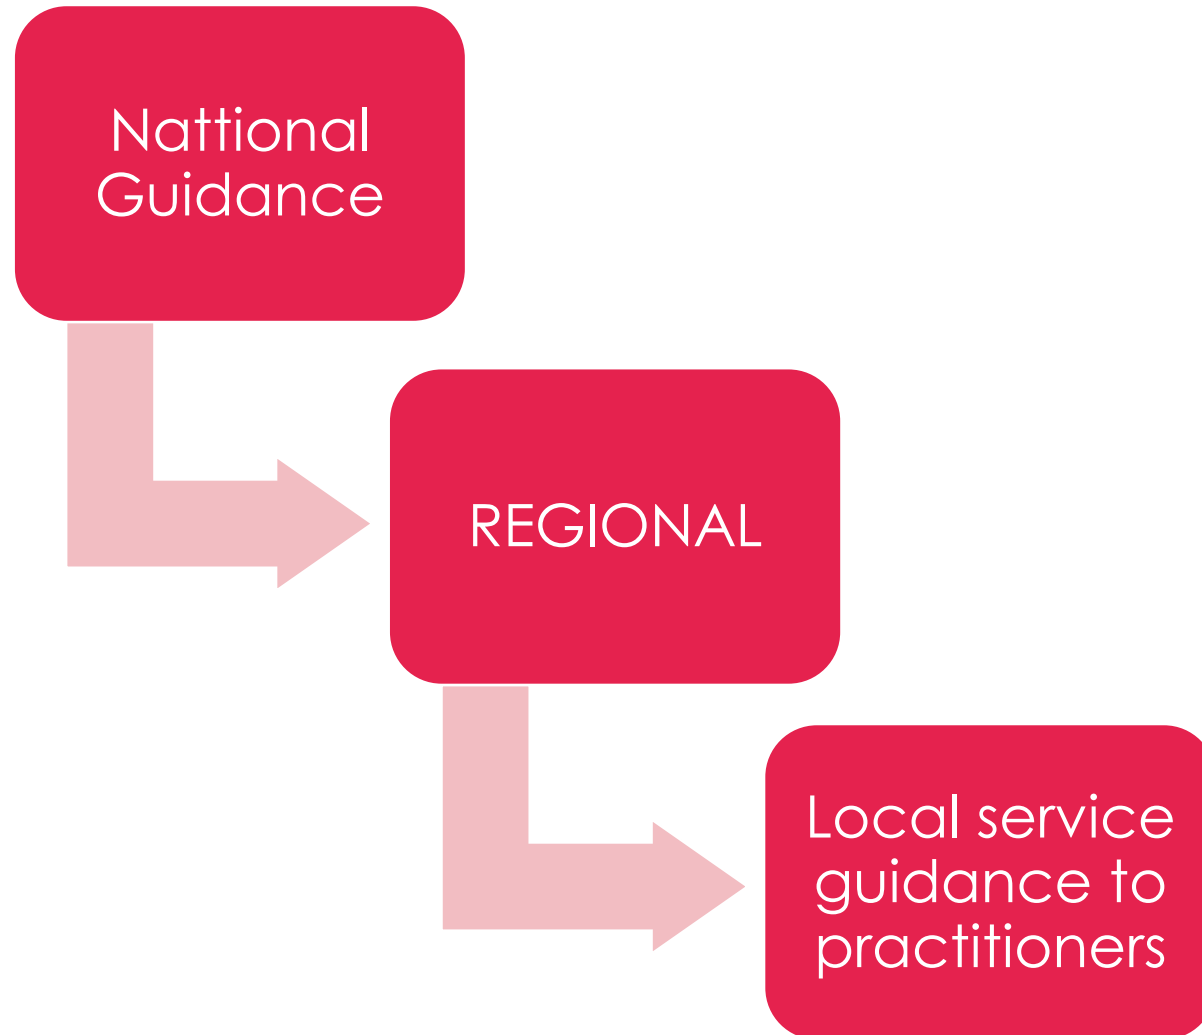 Nattional
Guidance
REGIONAL
Local service
guidance to
practitioners